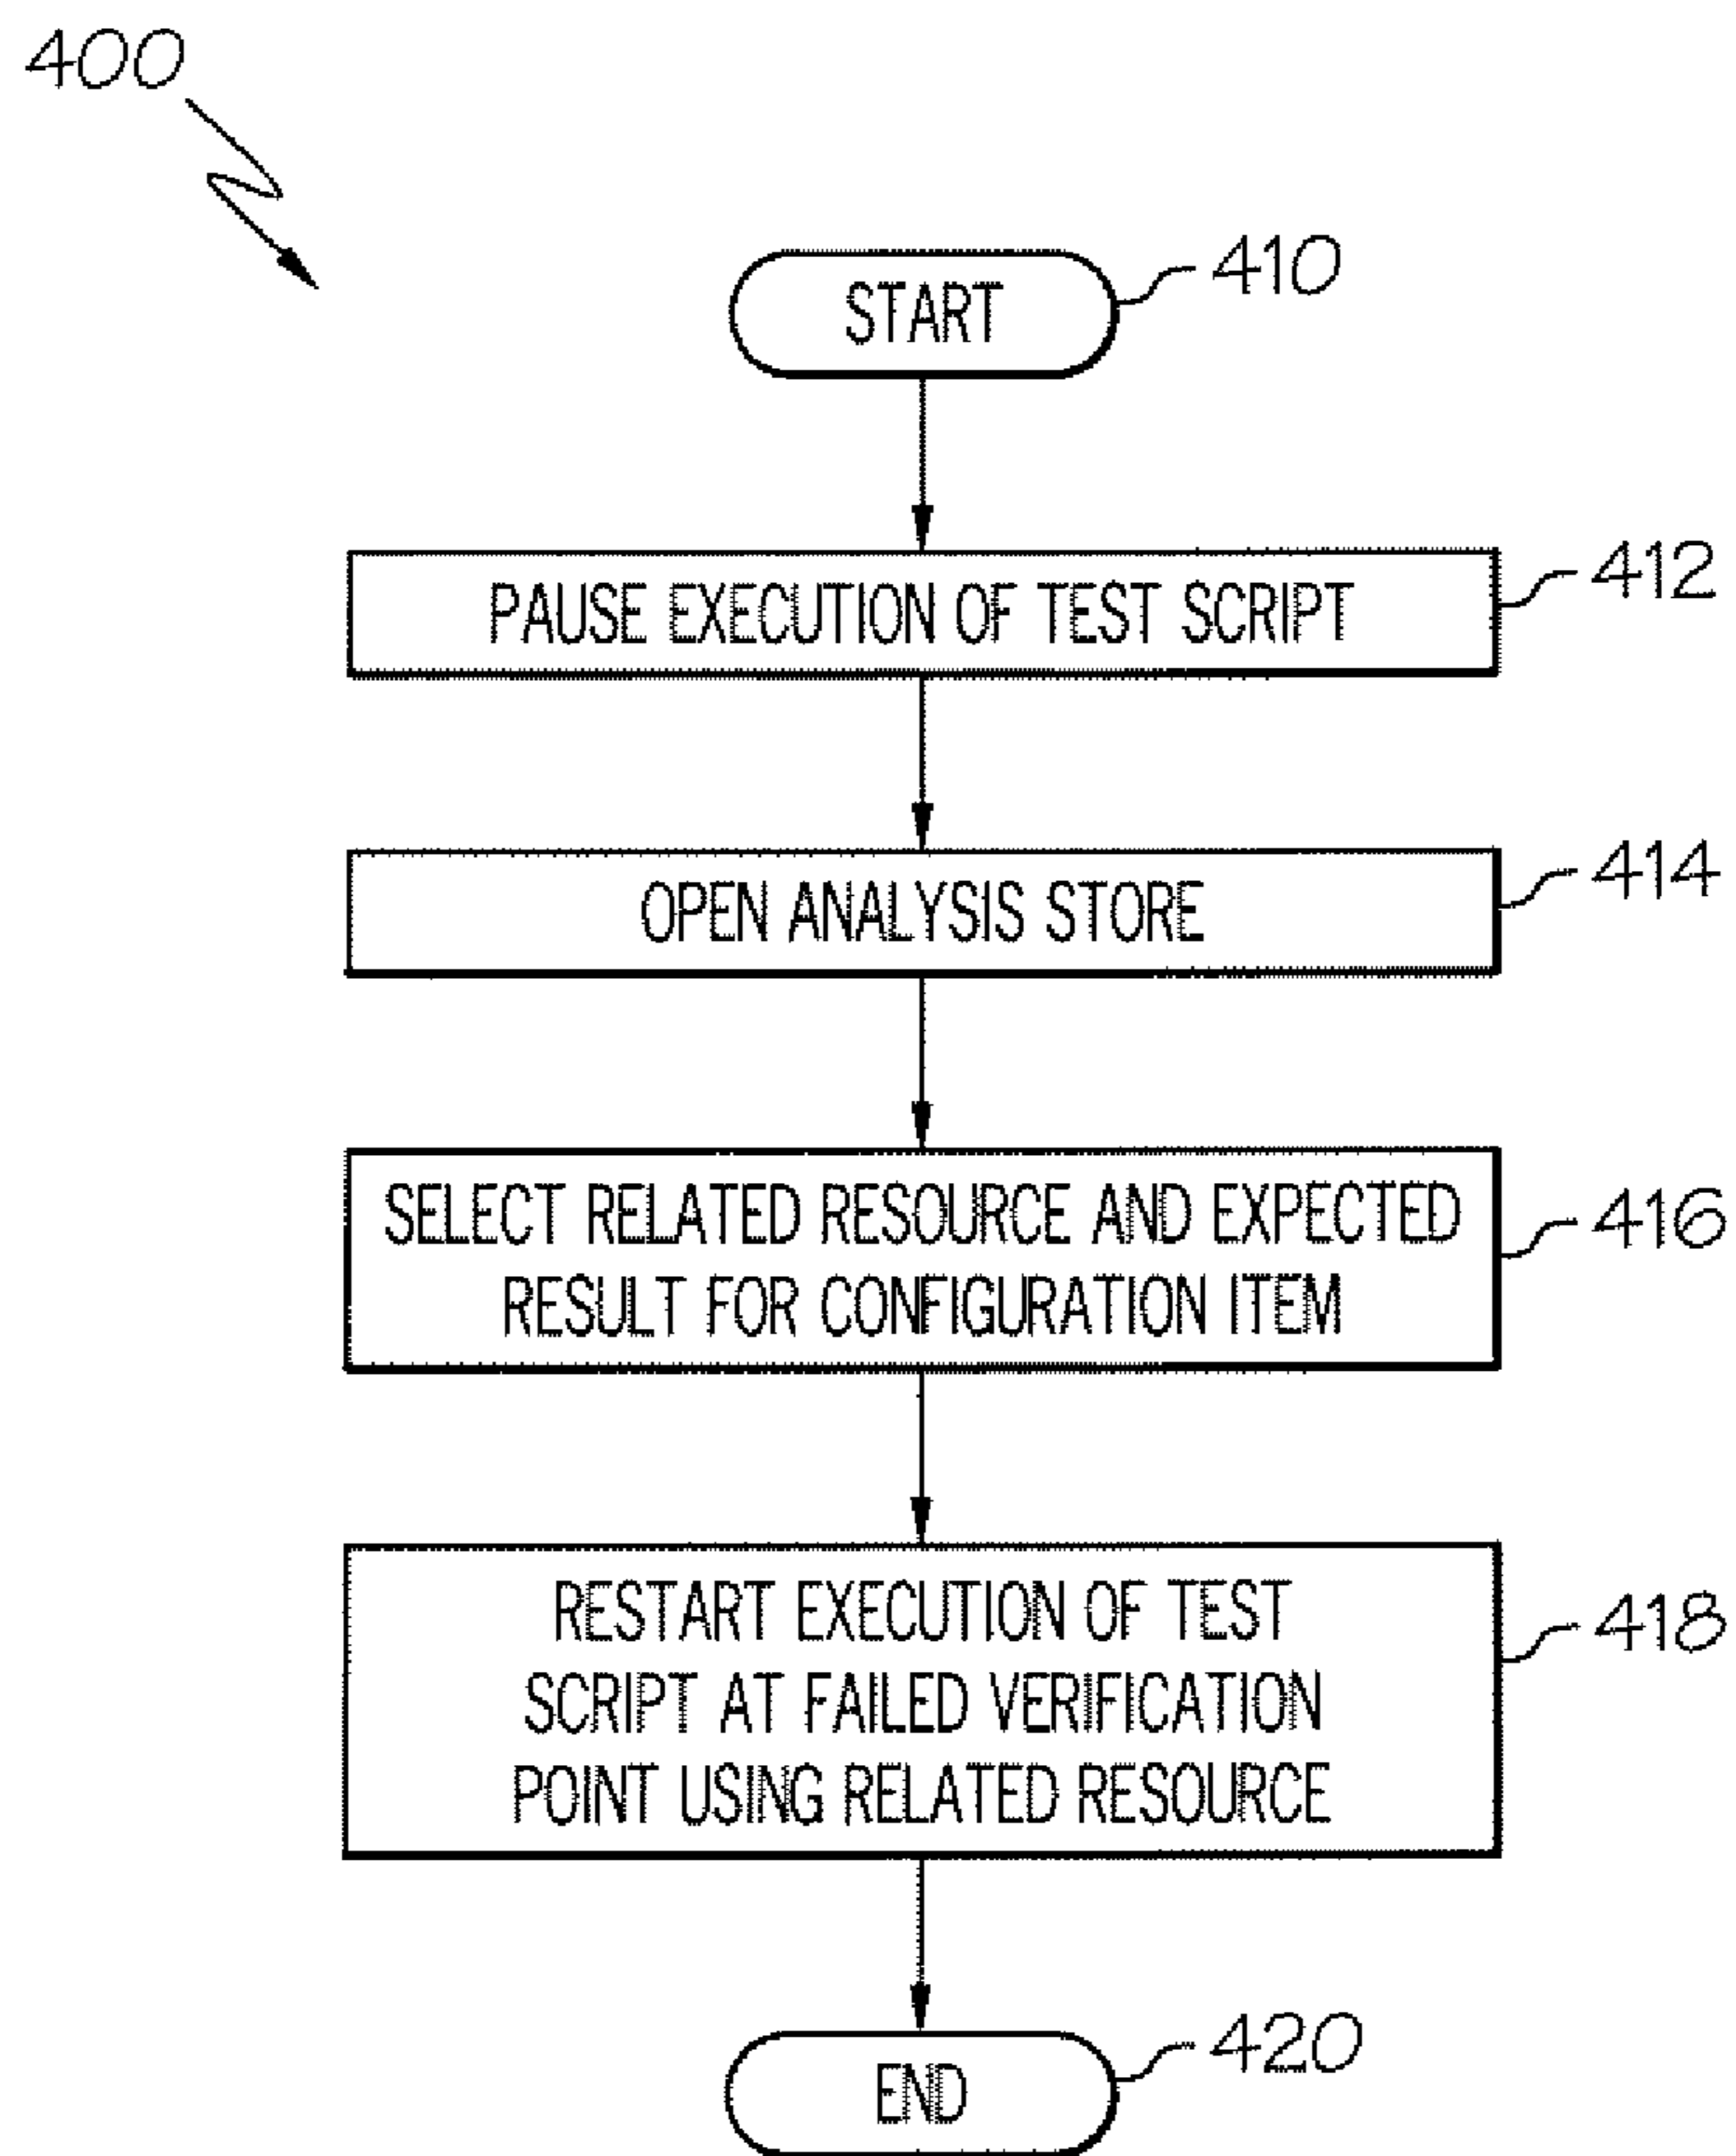 400
START
410
PAUSE EXECUTION OF TEST SCRIPT
412
OPEN ANALYSIS STORE
414
SELECT RELATED RESOURCE AND EXPECTED
RESULT FOR CONFIGURATION ITEM
416
RESTART EXECUTION OF TEST
SCRIPT AT FAILED VERIFICATION
POINT USING RELATED RESOURCE
418
END
420